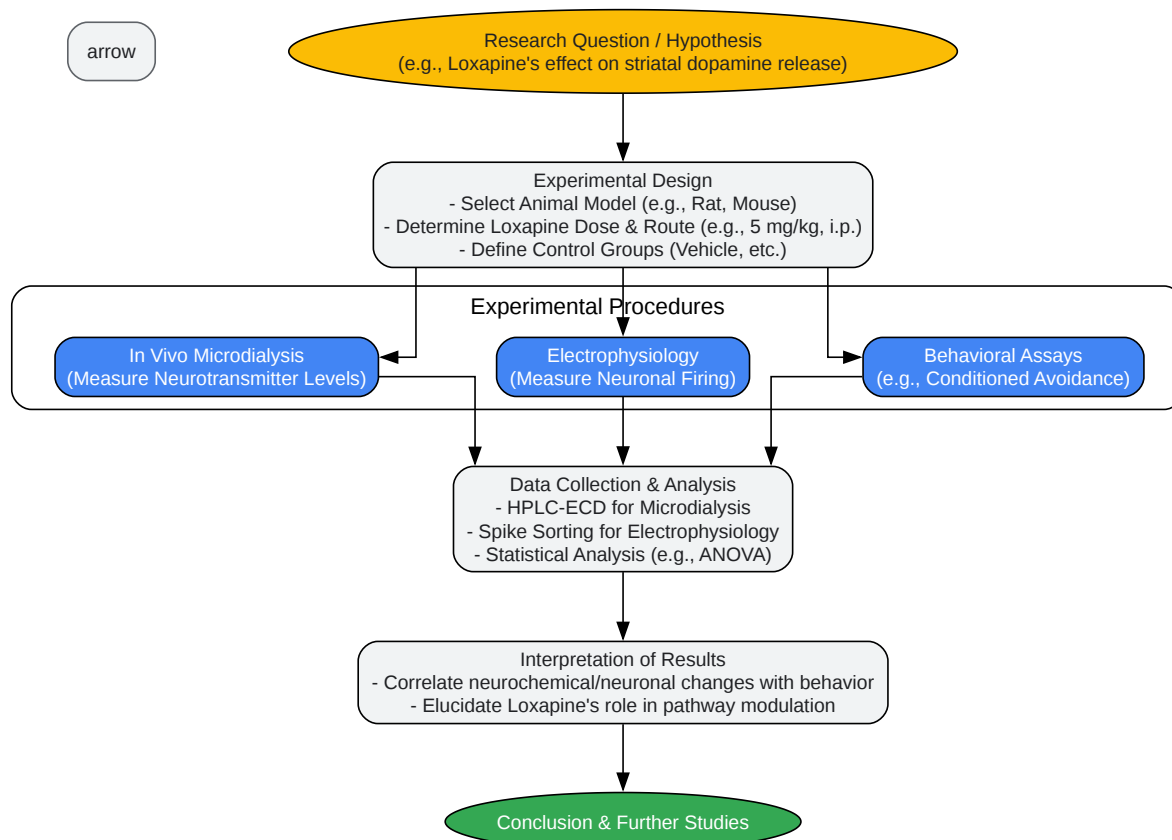 arrow
Research Question / Hypothesis
(e.g., Loxapine's effect on striatal dopamine release)
Experimental Design
- Select Animal Model (e.g., Rat, Mouse)
- Determine Loxapine Dose & Route (e.g., 5 mg/kg, i.p.)
- Define Control Groups (Vehicle, etc.)
Experimental Procedures
In Vivo Microdialysis
(Measure Neurotransmitter Levels)
Electrophysiology
(Measure Neuronal Firing)
Behavioral Assays
(e.g., Conditioned Avoidance)
Data Collection & Analysis
- HPLC-ECD for Microdialysis
- Spike Sorting for Electrophysiology
- Statistical Analysis (e.g., ANOVA)
Interpretation of Results
- Correlate neurochemical/neuronal changes with behavior
- Elucidate Loxapine's role in pathway modulation
Conclusion & Further Studies